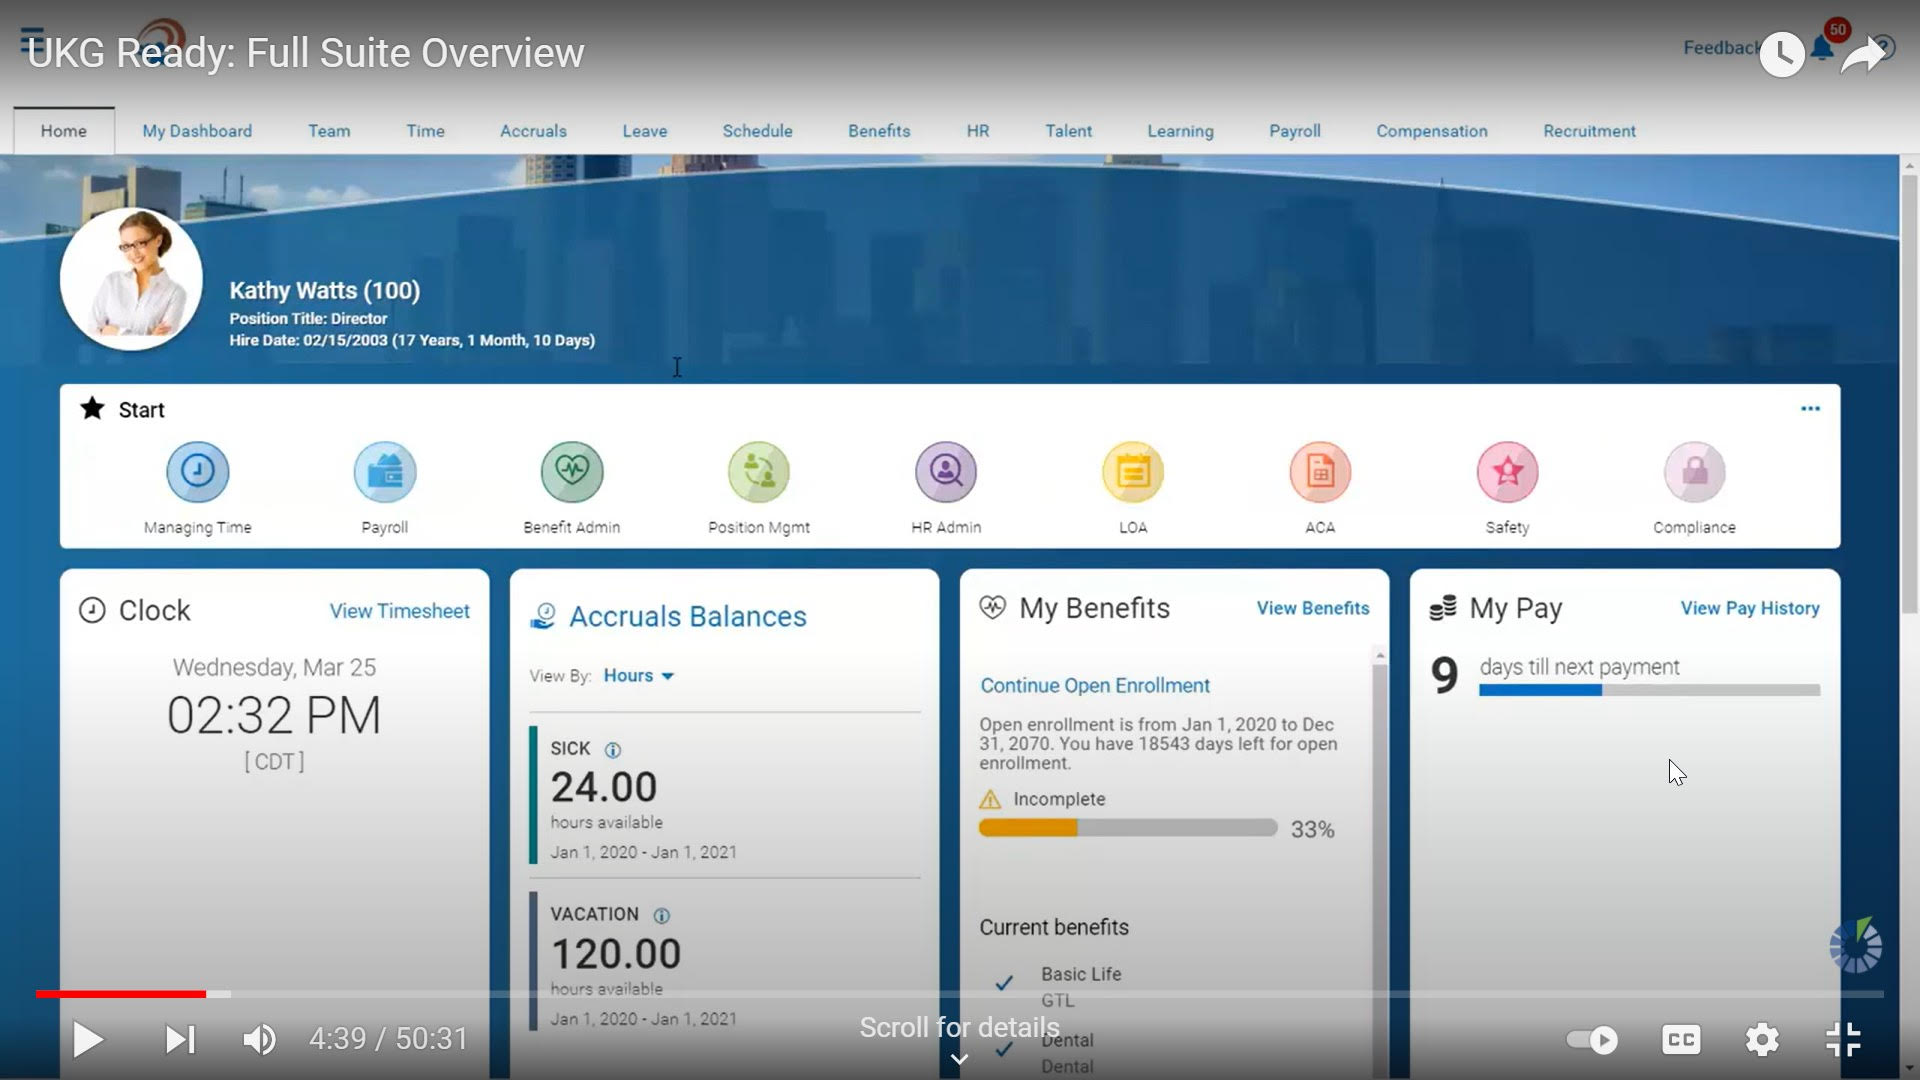 UKG Ready: Full Suite Overview
Feedback
50
?
Home My Dashboard Team Time Accruals Leave Schedule Benefits HR Talent Learning Payroll Compensation Recruitment
Kathy Watts (100)
Position Title: Director
Hire Date: 02/15/2003 (17 Years, 1 Month, 10 Days)
Start
Managing Time Payroll Benefit Admin Position Mgmt HR Admin LOA ACA Safety Compliance
Clock View Timesheet
Wednesday, Mar 25
02:32 PM
[ CDT ]
Accruals Balances
View By: Hours
SICK
24.00
hours available
Jan 1, 2020 - Jan 1, 2021
VACATION
120.00
hours available
Jan 1, 2020 - Jan 1, 2021
My Benefits View Benefits
Continue Open Enrollment
Open enrollment is from Jan 1, 2020 to Dec
31, 2070. You have 18543 days left for open
enrollment.
Incomplete
33%
Current benefits
Basic Life
GTL
Dental
Dental
My Pay View Pay History
9 days till next payment
Scroll for details
4:39 / 50:31
CC